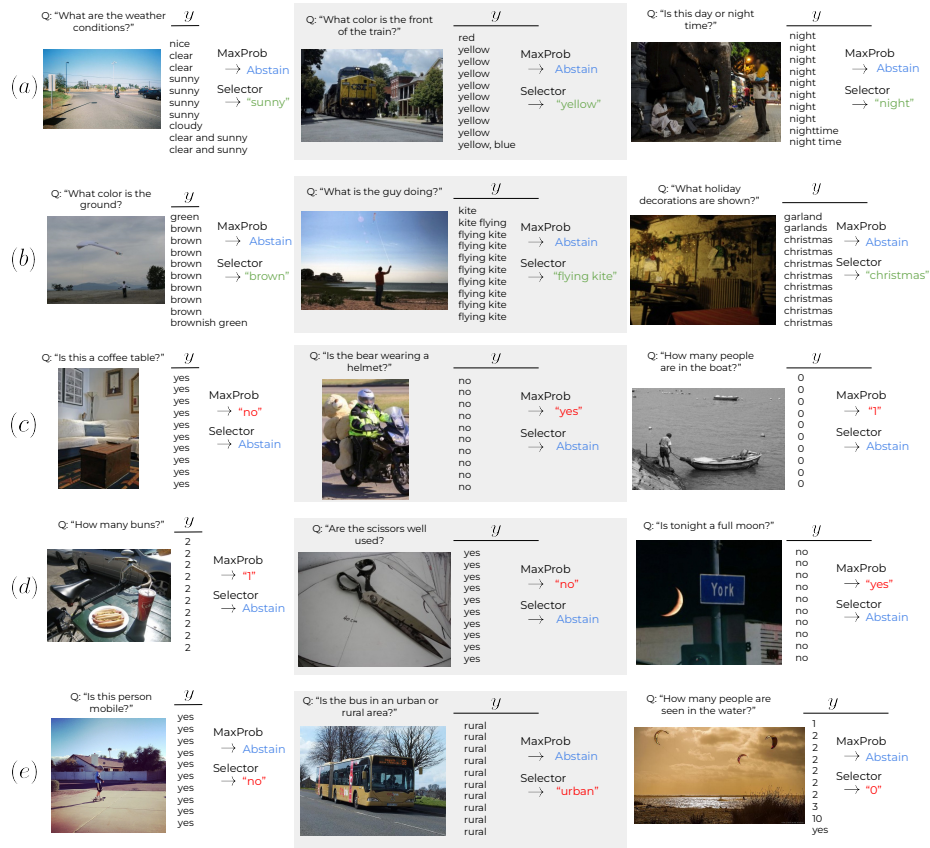 (a)
Q: “What are the weather
conditions?”
y
nice
clear
clear
sunny
sunny
sunny
sunny
cloudy
clear and sunny
clear and sunny
MaxProb
→ Abstain
Selector
→ “sunny”
Q: “What color is the front
of the train?”
y
red
yellow
yellow
yellow
yellow
yellow
yellow
yellow
yellow
yellow, blue
MaxProb
→ Abstain
Selector
→ “yellow”
Q: “Is this day or night
time?”
y
night
night
night
night
night
night
night
night
nighttime
night time
MaxProb
→ Abstain
Selector
→ “night”
(b)
Q: “What color is the
ground?
y
green
brown
brown
brown
brown
brown
brown
brown
brown
brownish green
MaxProb
→ Abstain
Selector
→ “brown”
Q: “What is the guy doing?”
y
kite
kite flying
flying kite
flying kite
flying kite
flying kite
flying kite
flying kite
flying kite
flying kite
MaxProb
→ Abstain
Selector
→ “flying kite”
Q: “What holiday
decorations are shown?”
y
garland
garlands
christmas
christmas
christmas
christmas
christmas
christmas
christmas
christmas
MaxProb
→ Abstain
Selector
→ “christmas”
(c)
Q: “Is this a coffee table?”
y
yes
yes
yes
yes
yes
yes
yes
yes
yes
yes
MaxProb
→ “no”
Selector
→ Abstain
Q: “Is the bear wearing a
helmet?”
y
no
no
no
no
no
no
no
no
no
no
MaxProb
→ “yes”
Selector
→ Abstain
Q: “How many people
are in the boat?”
y
0
0
0
0
0
0
0
0
0
0
MaxProb
→ “1”
Selector
→ Abstain
(d)
Q: “How many buns?”
y
2
2
2
2
2
2
2
2
2
2
MaxProb
→ “1”
Selector
→ Abstain
Q: “Are the scissors well
used?
y
yes
yes
yes
yes
yes
yes
yes
yes
yes
yes
MaxProb
→ “no”
Selector
→ Abstain
Q: “Is tonight a full moon?”
York
y
no
no
no
no
no
no
no
no
no
no
MaxProb
→ “yes”
Selector
→ Abstain
(e)
Q: “Is this person
mobile?”
y
yes
yes
yes
yes
yes
yes
yes
yes
yes
yes
MaxProb
→ Abstain
Selector
→ “no”
Q: “Is the bus in an urban or
rural area?”
y
rural
rural
rural
rural
rural
rural
rural
rural
rural
rural
MaxProb
→ Abstain
Selector
→ “urban”
Q: “How many people are
seen in the water?”
y
1
2
2
2
2
2
2
3
10
yes
MaxProb
→ Abstain
Selector
→ “0”